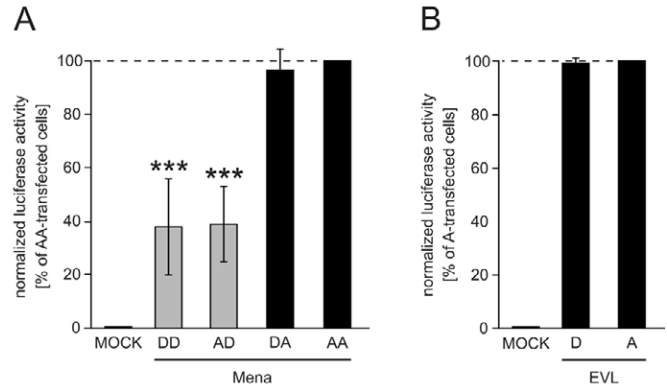 A
normalized luciferase activity
[% of AA-transfected cells]
100
80
60
40
20
0
***
***
MOCK DD AD DA AA
Mena
B
normalized luciferase activity
[% of A-transfected cells]
100
80
60
40
20
0
MOCK D A
EVL